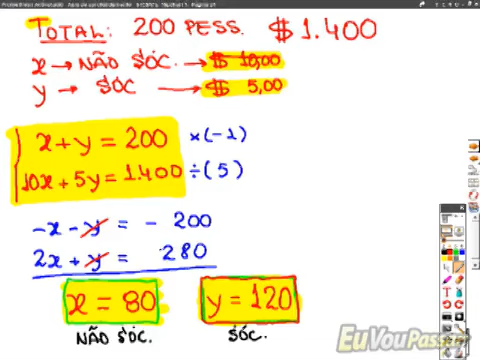 TOTAL: 200 PESS. $ 1.400
x → NÃO SÓC. → $ 10,00
y → SÓC → $ 5,00
x + y = 200 ×(-1)
10x + 5y = 1.400 ÷(5)
-x - y = - 200
2x + y = 280
x = 80 y = 120
NÃO SÓC. SÓC.
EuVouPassar